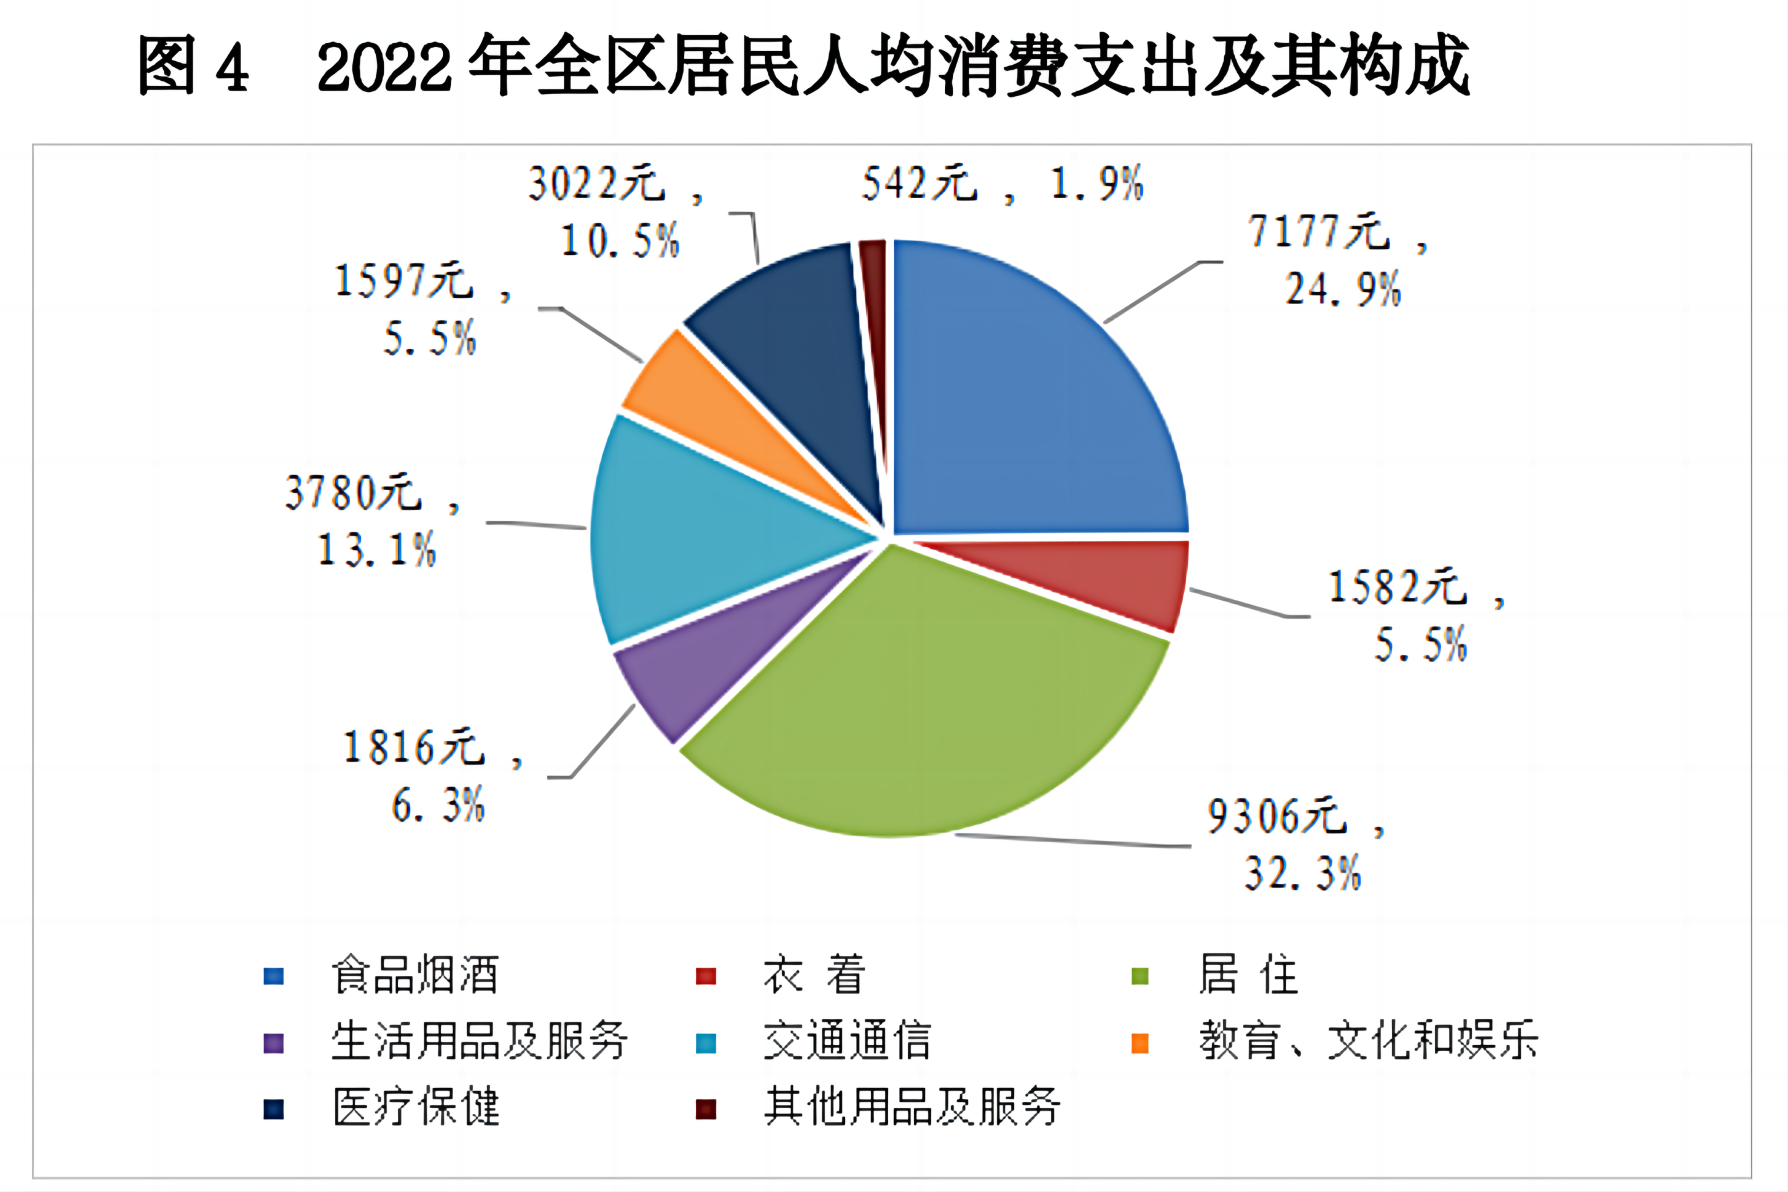 图4 2022年全区居民人均消费支出及其构成
3022元，
10.5%
542元，1.9%
7177元，
24.9%
1597元，
5.5%
3780元，
13.1%
1582元，
5.5%
1816元，
6.3%
9306元，
32.3%
食品烟酒
衣 着
居 住
生活用品及服务
交通通信
教育、文化和娱乐
医疗保健
其他用品及服务